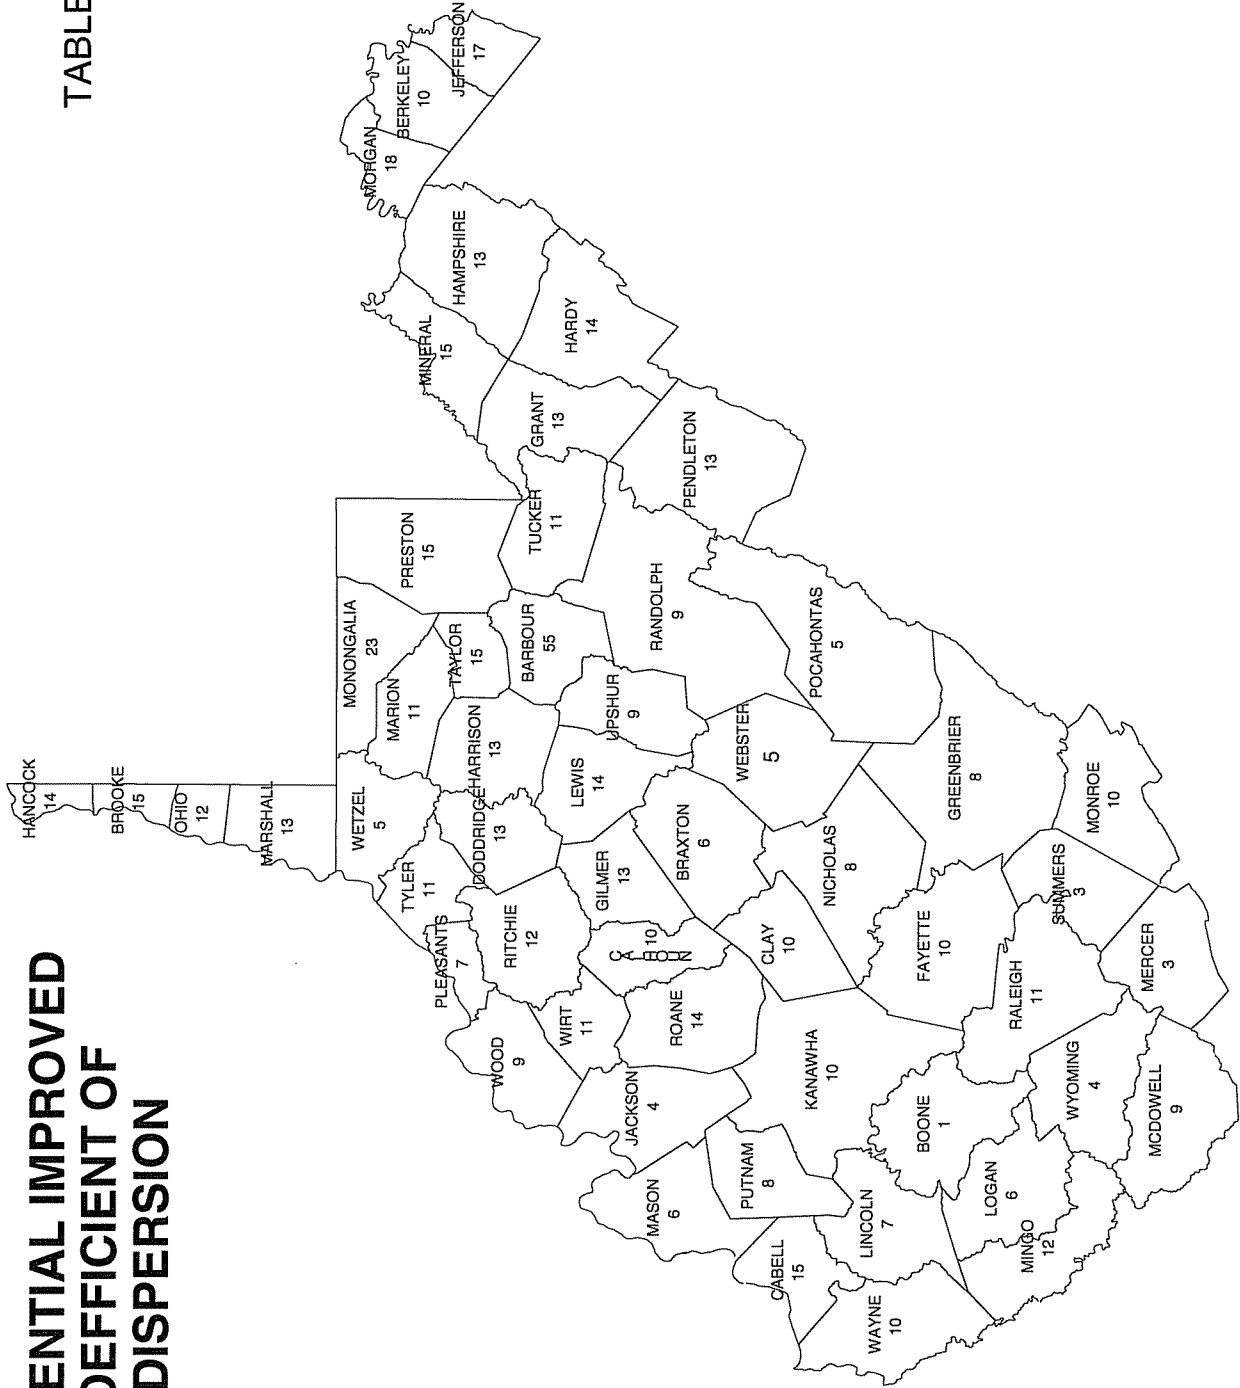 ENTIAL IMPROVED
OEFFICIENT OF
DISPERSION
TABLE
HANCOCK
14
BROOKE
15
OHIO
12
MARSHALL
13
WETZEL
5
MONONGALIA
23
MARION
11
PRESTON
15
TAYLOR
15
TYLER
11
PLEASANTS
7
DODDRIDGE
13
HARRISON
13
BARBOUR
55
TUCKER
11
MINERAL
15
GRANT
13
HAMPSHIRE
13
HARDY
14
MORGAN
18
BERKELEY
10
JEFFERSON
17
PENDLETON
13
WOOD
9
RITCHIE
12
WIRT
11
CALHOUN
10
GILMER
13
LEWIS
14
UPSHUR
9
RANDOLPH
9
JACKSON
4
ROANE
14
BRAXTON
6
WEBSTER
5
POCAHONTAS
5
MASON
6
PUTNAM
8
KANAWHA
10
CLAY
10
NICHOLAS
8
GREENBRIER
8
CABELL
15
WAYNE
10
LINCOLN
7
BOONE
1
FAYETTE
10
LOGAN
6
MINGO
12
RALEIGH
11
SUMMERS
3
MONROE
10
WYOMING
4
MCDOWELL
9
MERCER
3